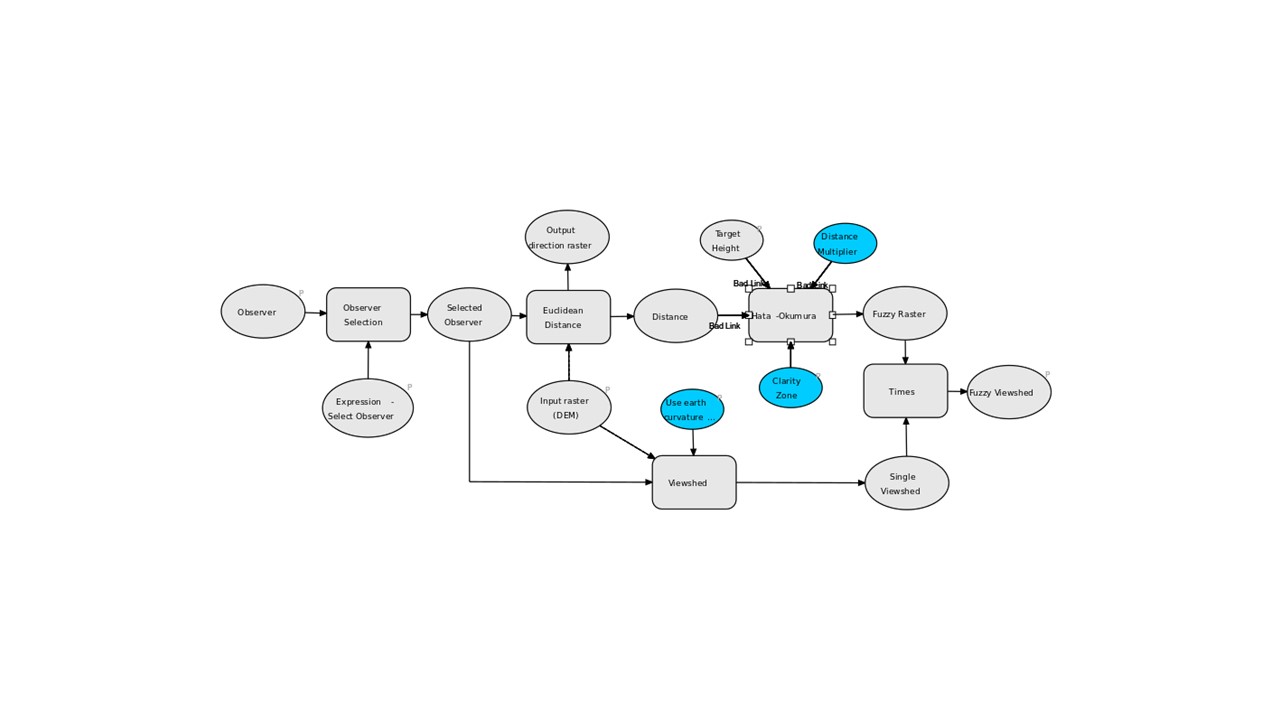 Output
direction raster
P
Target
Height
Distance
Multiplier
Bad Link
Bad Link
P
Observer
Observer
Selection
Selected
Observer
Euclidean
Distance
Distance
Bad Link
Hata -Okumura
Fuzzy Raster
P
Expression -
Select Observer
P
Input raster
(DEM)
P
Use earth
curvature ...
P
Clarity
Zone
Times
P
Fuzzy Viewshed
Viewshed
Single
Viewshed